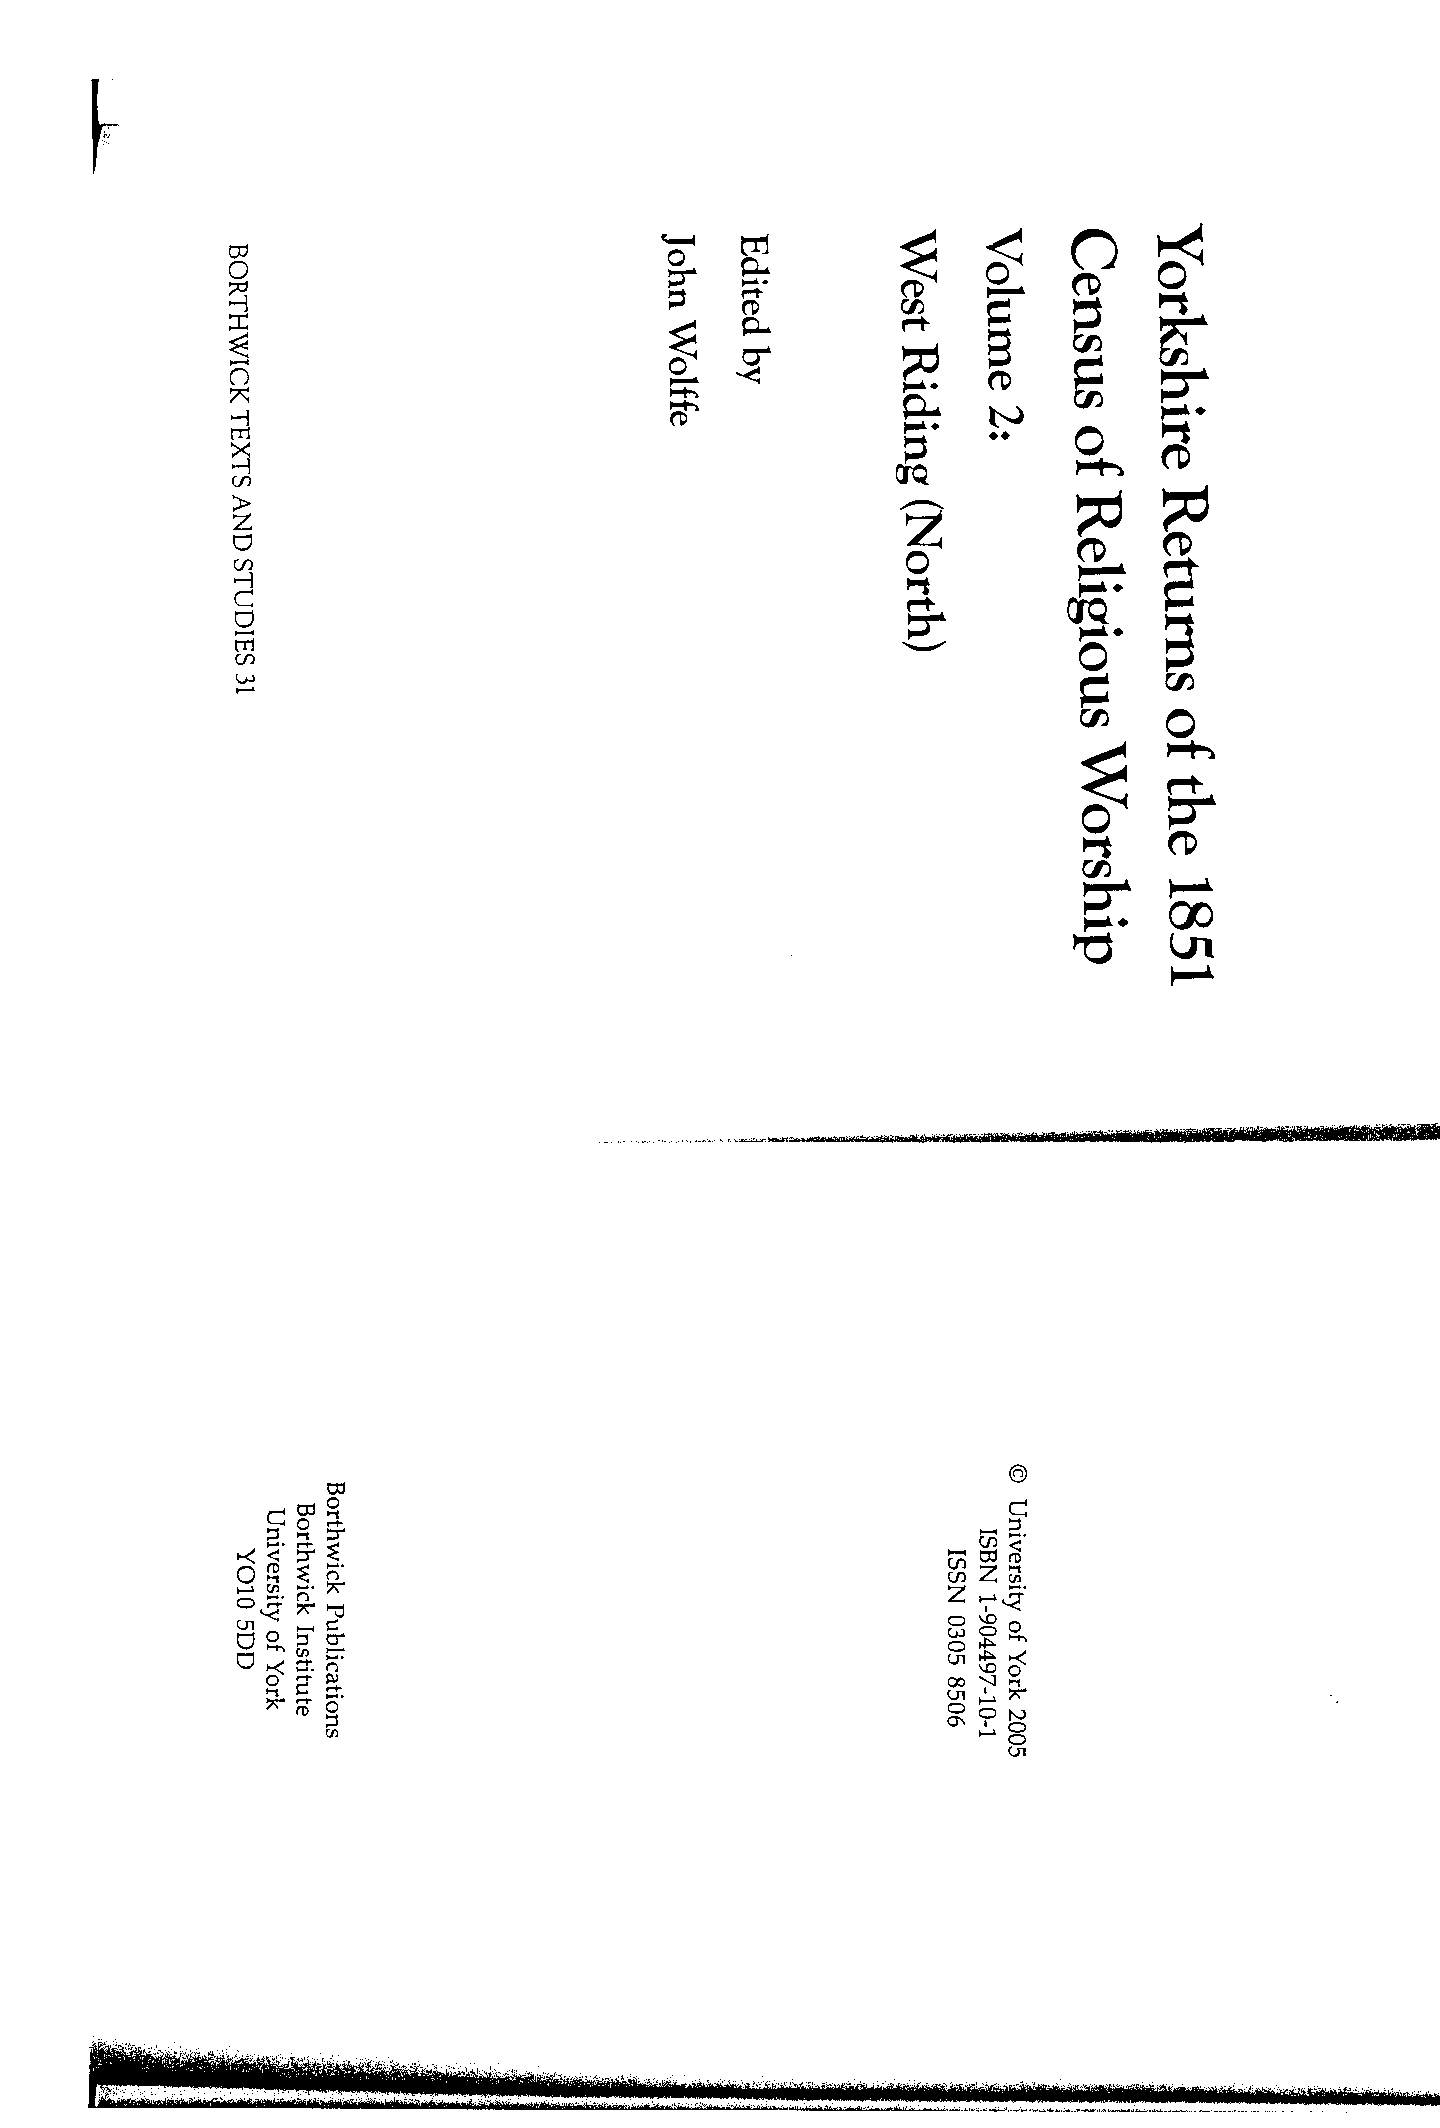 Yorkshire Returns of the 1851
Census of Religious Worship
Volume 2:
West Riding (North)
Edited by
John Wolffe
BORTHWICK TEXTS AND STUDIES 31
© University of York 2005
ISBN 1-904497-10-1
ISSN 0305 8506
Borthwick Publications
Borthwick Institute
University of York
YO10 5DD